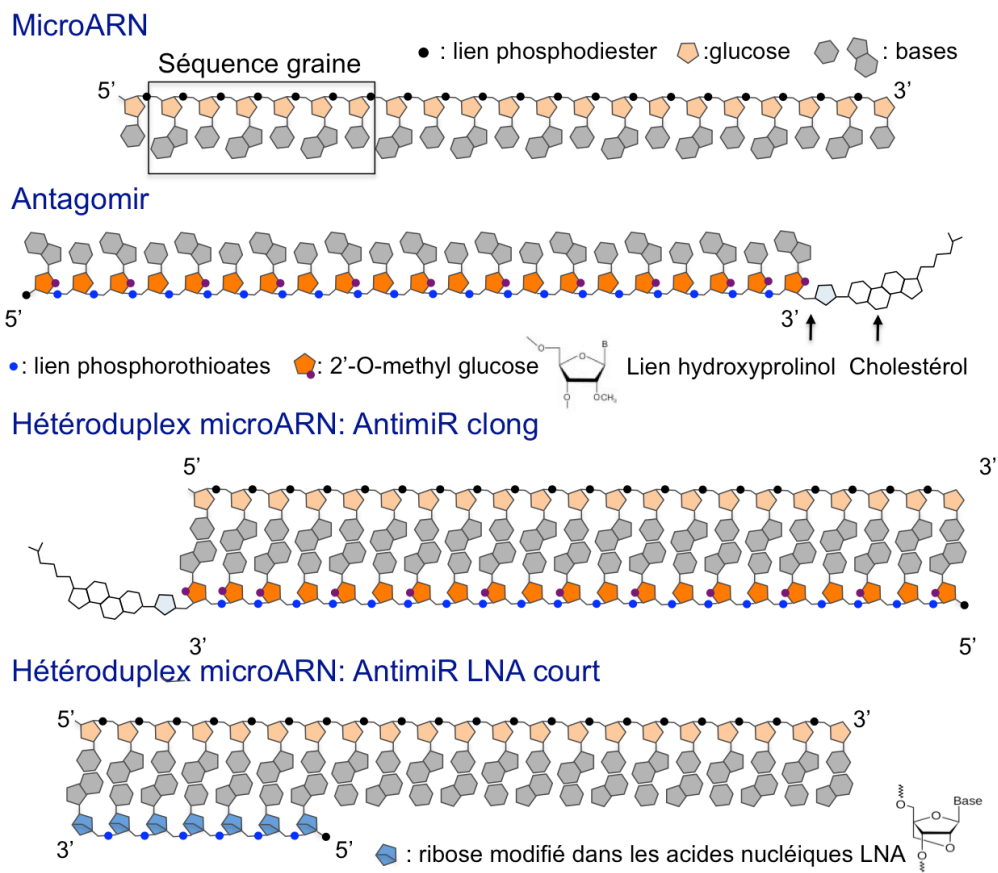 MicroARN
: lien phosphodiester :glucose : bases
Séquence graine
5’ 3’
Antagomir
5’ 3’
: lien phosphorothioates : 2’-O-methyl glucose Lien hydroxyprolinol Cholestérol
O B
O
O OCH₃
Hétéroduplex microARN: AntimiR clong
5’ 3’
3’ 5’
Hétéroduplex microARN: AntimiR LNA court
5’ 3’
3’ 5’
: ribose modifié dans les acides nucléiques LNA
O O Base
O O